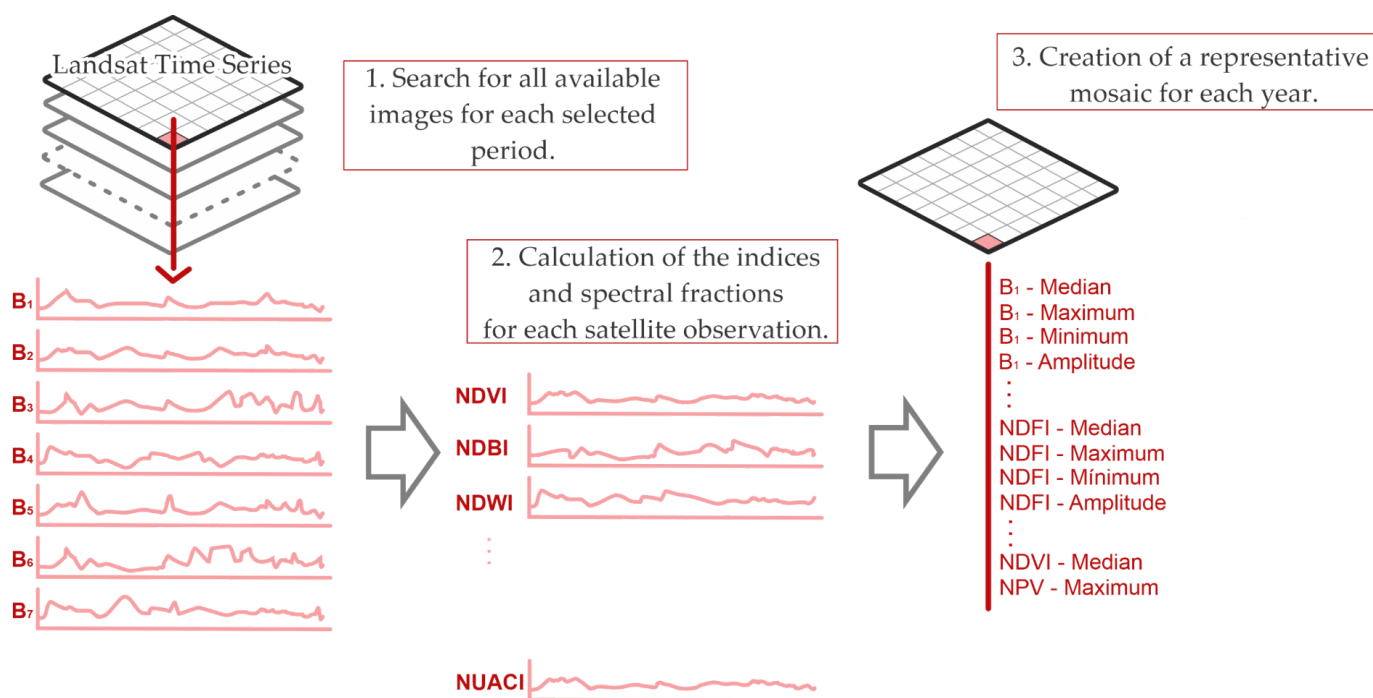 Landsat Time Series
1. Search for all available
images for each selected
period.
B1
B2
B3
B4
B5
B6
B7
2. Calculation of the indices
and spectral fractions
for each satellite observation.
NDVI
NDBI
NDWI
NUACI
3. Creation of a representative
mosaic for each year.
B1 - Median
B1 - Maximum
B1 - Minimum
B1 - Amplitude
NDFI - Median
NDFI - Maximum
NDFI - Mínimum
NDFI - Amplitude
NDVI - Median
NPV - Maximum